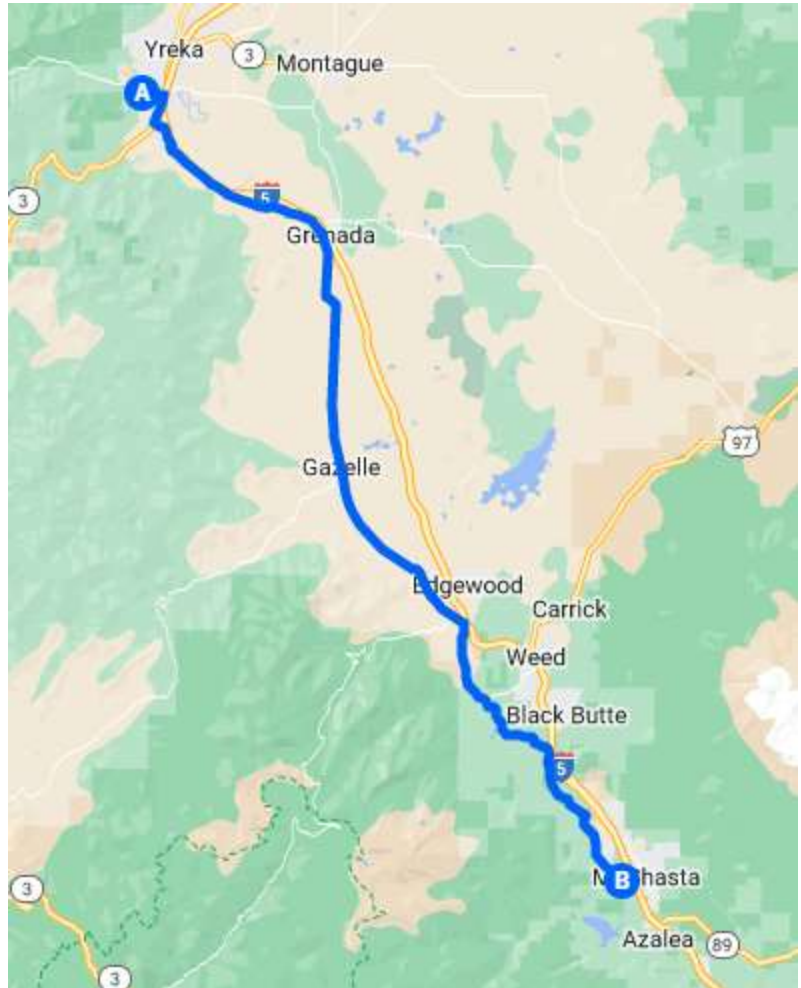 Yreka
3
Montague
A
3
5
Grenada
97
Gazelle
Edgewood
Carrick
Weed
Black Butte
5
B
Azalea
89
3
3